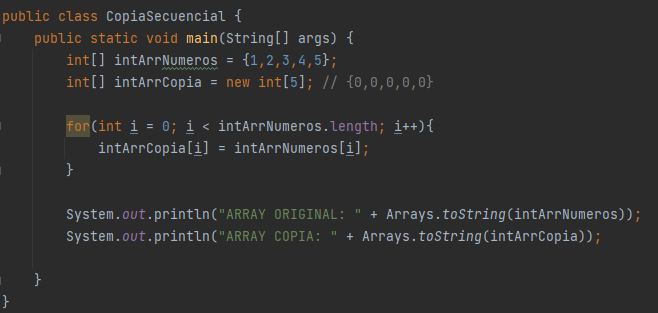 public class CopiaSecuencial {
public static void main(String[] args) {
int[] intArrNumeros = {1,2,3,4,5};
int[] intArrCopia = new int[5]; // {0,0,0,0,0}
for(int i = 0; i < intArrNumeros.length; i++){
intArrCopia[i] = intArrNumeros[i];
}
System.out.println("ARRAY ORIGINAL: " + Arrays.toString(intArrNumeros));
System.out.println("ARRAY COPIA: " + Arrays.toString(intArrCopia));
}
}